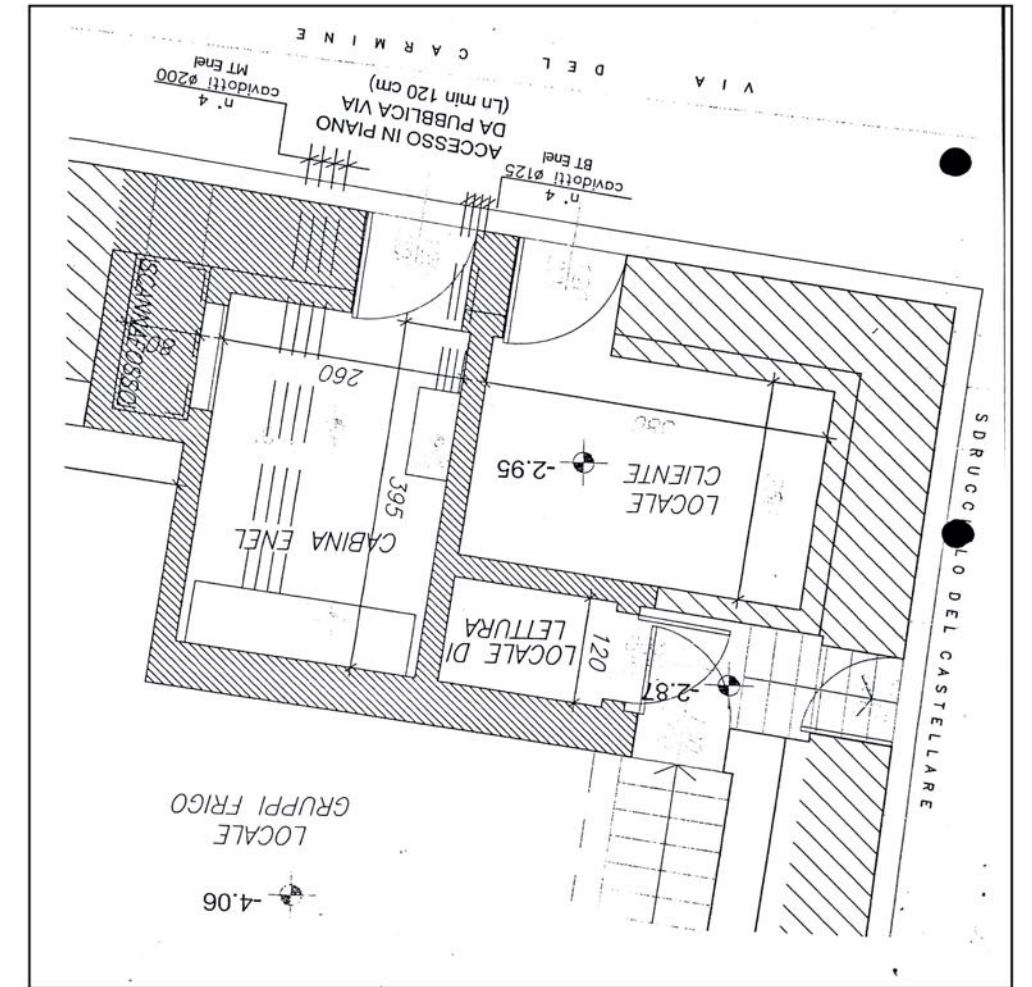 VIA DEL CARMINE
n° 4
cavidotti ø200
MT Enel
ACCESSO IN PIANO
DA PUBBLICA VIA
(Ln min 120 cm)
n° 4
cavidotti ø125
BT Enel
SCANNAFOSSO
80
260
395
CABINA ENEL
380
-2.95
LOCALE
CLIENTE
LOCALE DI
LETTURA
120
-2.87
SDRUCCIOLO DEL CASTELLARE
LOCALE
GRUPPI FRIGO
-4.06